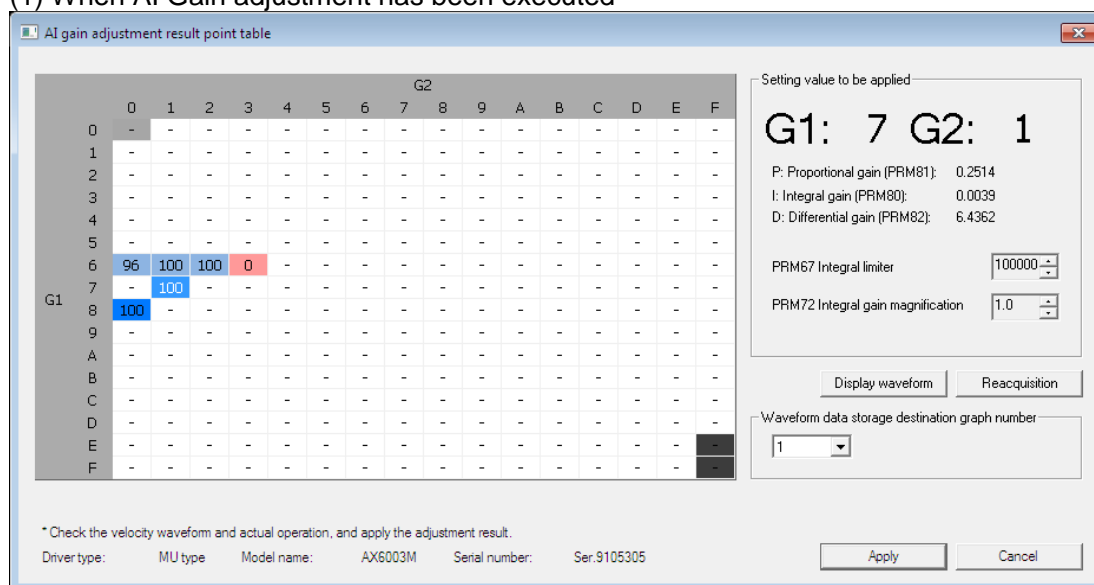 (1) When AI Gain adjustment has been executed
AI gain adjustment result point table
G2
0 1 2 3 4 5 6 7 8 9 A B C D E F
0 - - - - - - - - - - - - - - - -
1 - - - - - - - - - - - - - - - -
2 - - - - - - - - - - - - - - - -
3 - - - - - - - - - - - - - - - -
4 - - - - - - - - - - - - - - - -
5 - - - - - - - - - - - - - - - -
6 96 100 100 0 - - - - - - - - - - - -
7 - 100 - - - - - - - - - - - - - -
G1
8 100 - - - - - - - - - - - - - - -
9 - - - - - - - - - - - - - - - -
A - - - - - - - - - - - - - - - -
B - - - - - - - - - - - - - - - -
C - - - - - - - - - - - - - - - -
D - - - - - - - - - - - - - - - -
E - - - - - - - - - - - - - - - -
F - - - - - - - - - - - - - - - -
Setting value to be applied
G1: 7 G2: 1
P: Proportional gain (PRM81): 0.2514
I: Integral gain (PRM80): 0.0039
D: Differential gain (PRM82): 6.4362
PRM67 Integral limiter 100000
PRM72 Integral gain magnification 1.0
Display waveform Reacquisition
Waveform data storage destination graph number
1
* Check the velocity waveform and actual operation, and apply the adjustment result.
Driver type: MU type Model name: AX6003M Serial number: Ser.9105305
Apply Cancel